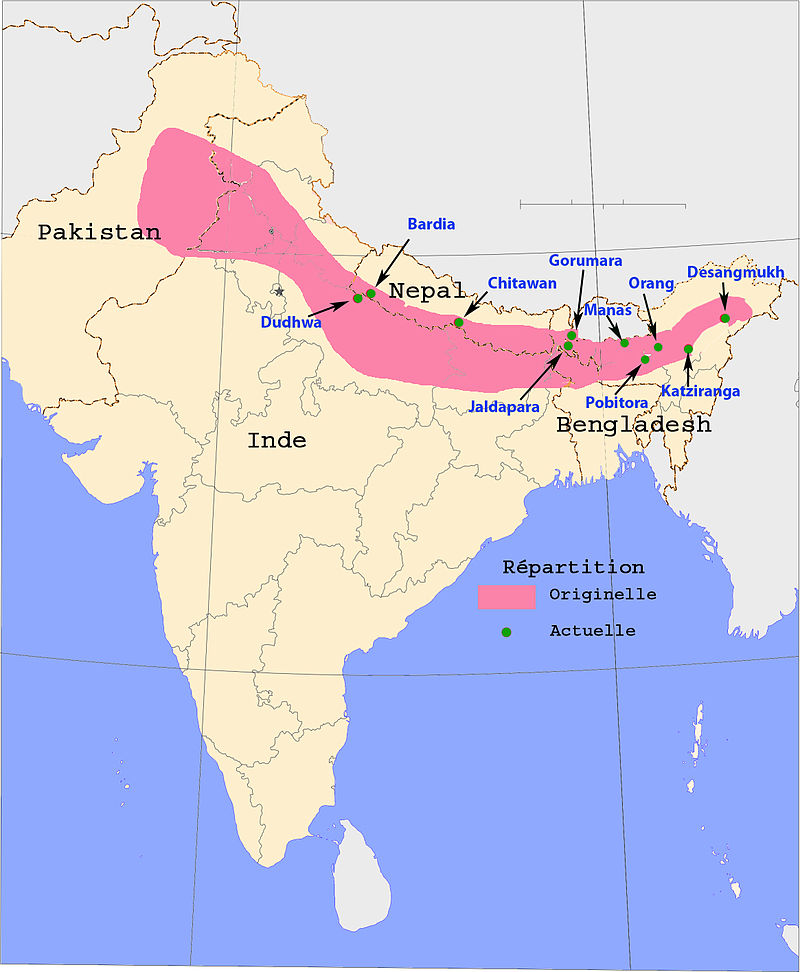 Bardia
Pakistan
Gorumara
Desangmukh
Chitawan
Orang
Nepal
Manas
Dudhwa
Katziranga
Pobitora
Jaldapara
Bengladesh
Inde
Répartition
Originelle
Actuelle